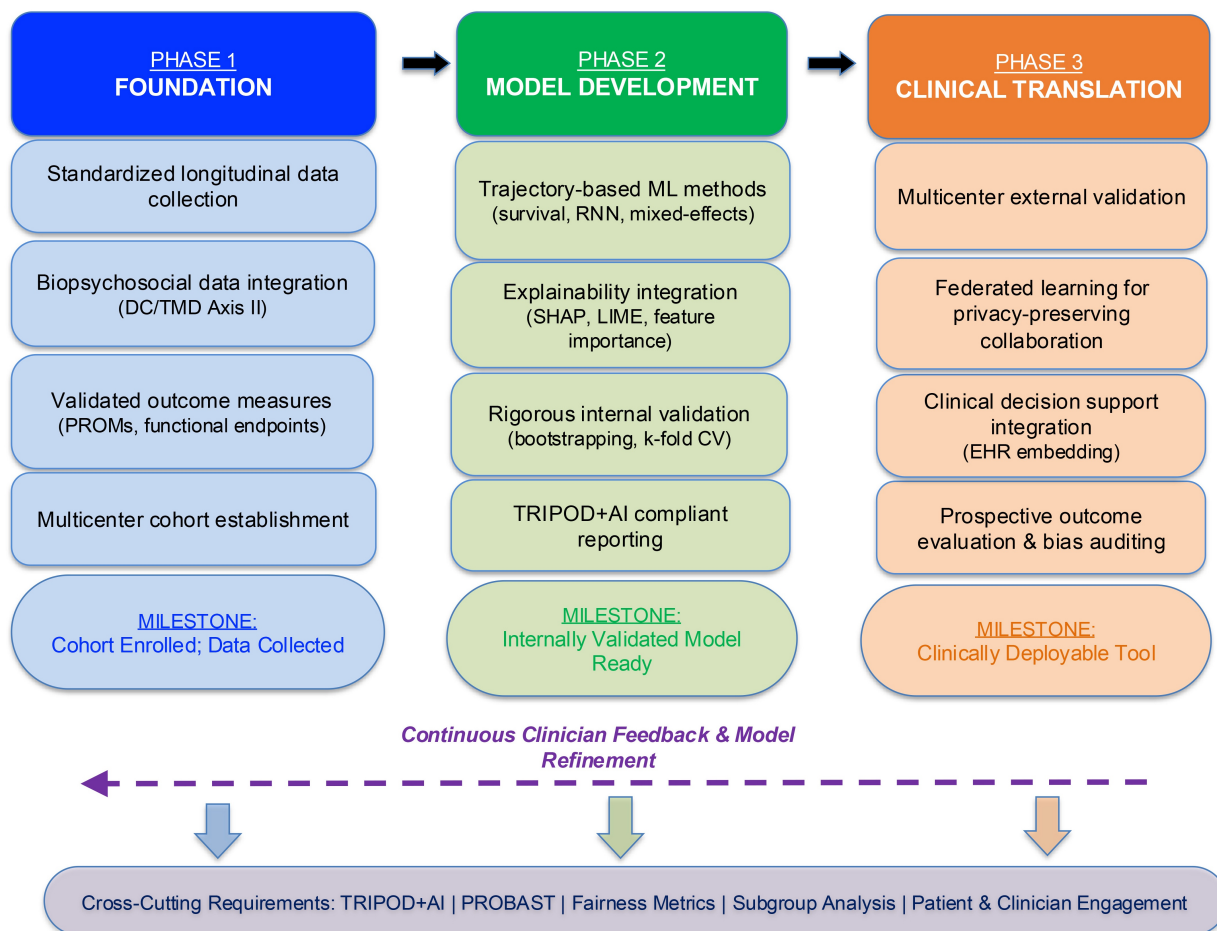 PHASE 1
FOUNDATION
Standardized longitudinal data
collection
Biopsychosocial data integration
(DC/TMD Axis II)
Validated outcome measures
(PROMs, functional endpoints)
Multicenter cohort establishment
MILESTONE:
Cohort Enrolled; Data Collected
PHASE 2
MODEL DEVELOPMENT
Trajectory-based ML methods
(survival, RNN, mixed-effects)
Explainability integration
(SHAP, LIME, feature
importance)
Rigorous internal validation
(bootstrapping, k-fold CV)
TRIPOD+AI compliant
reporting
MILESTONE:
Internally Validated Model
Ready
PHASE 3
CLINICAL TRANSLATION
Multicenter external validation
Federated learning for
privacy-preserving
collaboration
Clinical decision support
integration
(EHR embedding)
Prospective outcome
evaluation & bias auditing
MILESTONE:
Clinically Deployable Tool
Continuous Clinician Feedback & Model
Refinement
Cross-Cutting Requirements: TRIPOD+AI | PROBAST | Fairness Metrics | Subgroup Analysis | Patient & Clinician Engagement